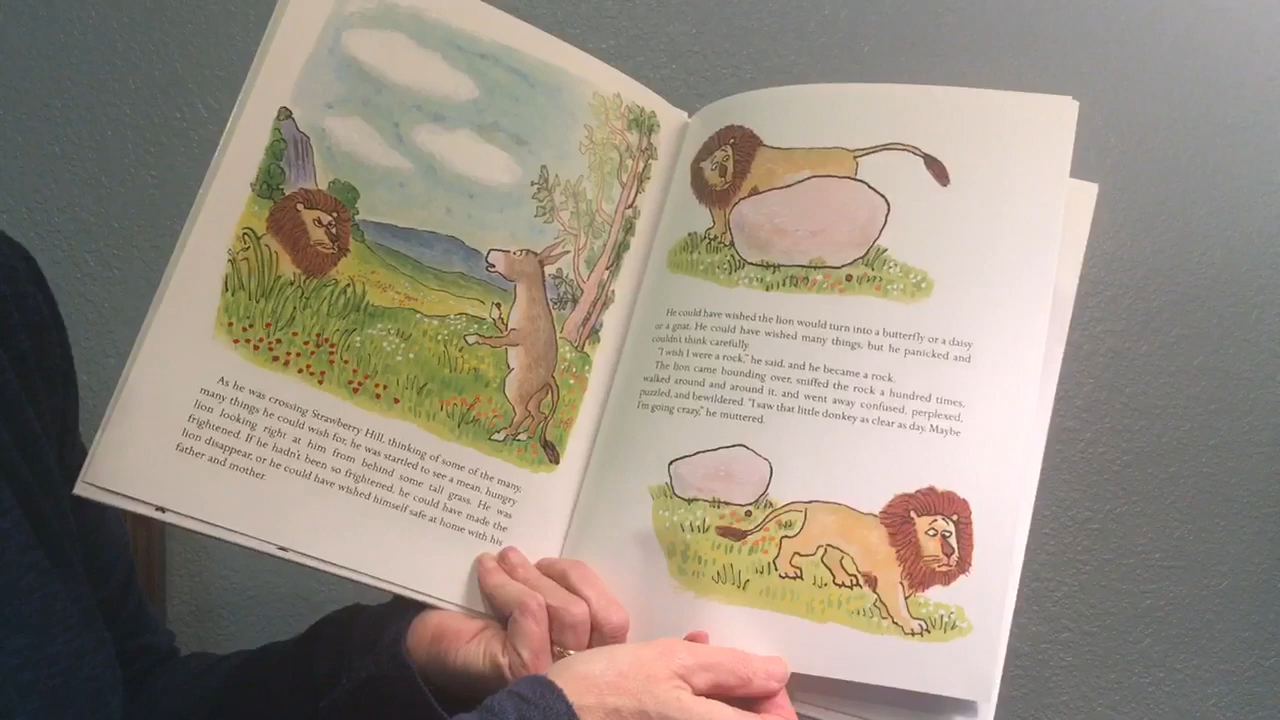 As he was crossing Strawberry Hill, thinking of some of the many,
many things he could wish for, he was startled to see a mean, hungry
lion looking right at him from behind some tall grass. He was
frightened. If he hadn't been so frightened, he could have made the
lion disappear, or he could have wished himself safe at home with his
father and mother.
He could have wished the lion would turn into a butterfly or a daisy
or a gnat. He could have wished many things, but he panicked and
couldn't think carefully.
"I wish I were a rock," he said, and he became a rock.
The lion came bounding over, sniffed the rock a hundred times,
walked around and around it, and went away confused, perplexed,
puzzled, and bewildered. "I saw that little donkey as clear as day. Maybe
I'm going crazy," he muttered.